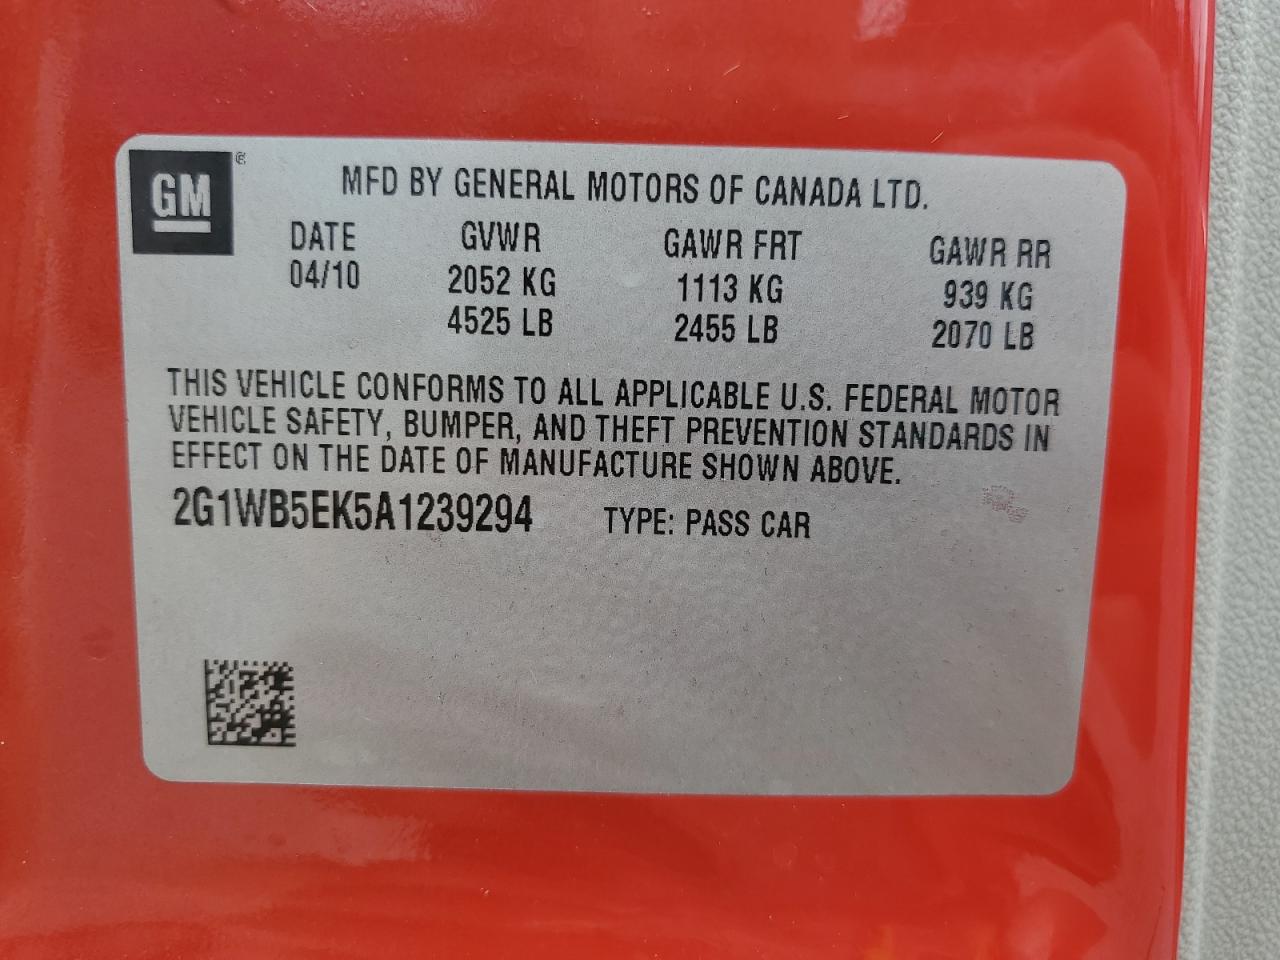 GM ®
MFD BY GENERAL MOTORS OF CANADA LTD.
DATE GVWR GAWR FRT GAWR RR
04/10 2052 KG 1113 KG 939 KG
4525 LB 2455 LB 2070 LB
THIS VEHICLE CONFORMS TO ALL APPLICABLE U.S. FEDERAL MOTOR
VEHICLE SAFETY, BUMPER, AND THEFT PREVENTION STANDARDS IN
EFFECT ON THE DATE OF MANUFACTURE SHOWN ABOVE.
2G1WB5EK5A1239294 TYPE: PASS CAR